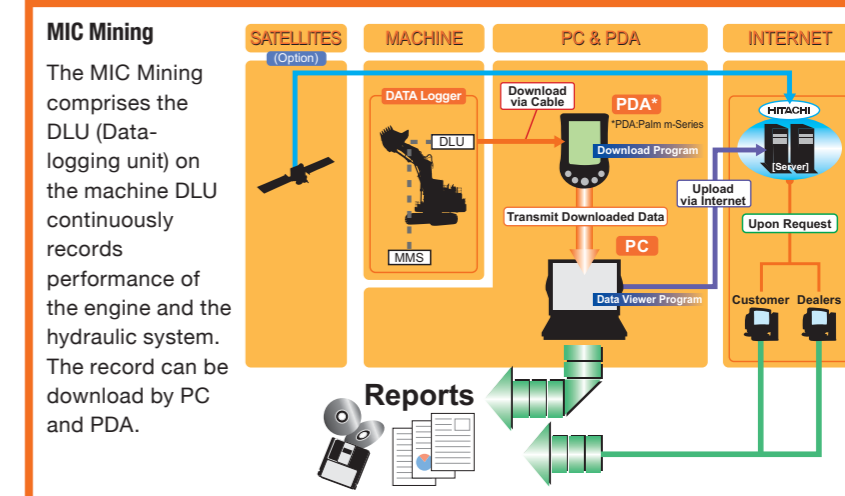 MIC Mining
The MIC Mining
comprises the
DLU (Data-
logging unit) on
the machine DLU
continuously
records
performance of
the engine and the
hydraulic system.
The record can be
download by PC
and PDA.
SATELLITES
(Option)
MACHINE
DATA Logger
DLU
MMS
PC & PDA
Download
via Cable
PDA*
*PDA:Palm m-Series
Download Program
Transmit Downloaded Data
PC
Data Viewer Program
Upload
via Internet
INTERNET
HITACHI
[Server]
Upon Request
Customer Dealers
Reports